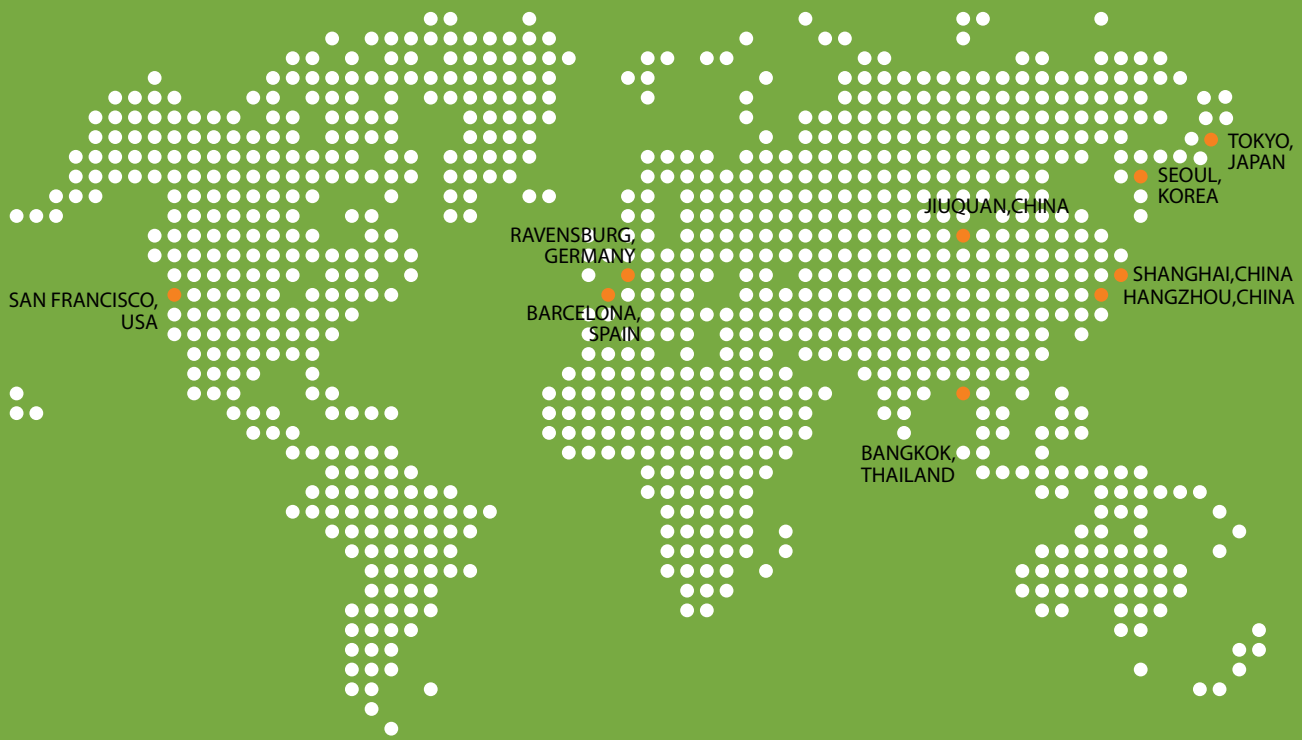 TOKYO,
JAPAN
SEOUL,
KOREA
JIUQUAN,CHINA
RAVENSBURG,
GERMANY
SHANGHAI,CHINA
HANGZHOU,CHINA
SAN FRANCISCO,
USA
BARCELONA,
SPAIN
BANGKOK,
THAILAND